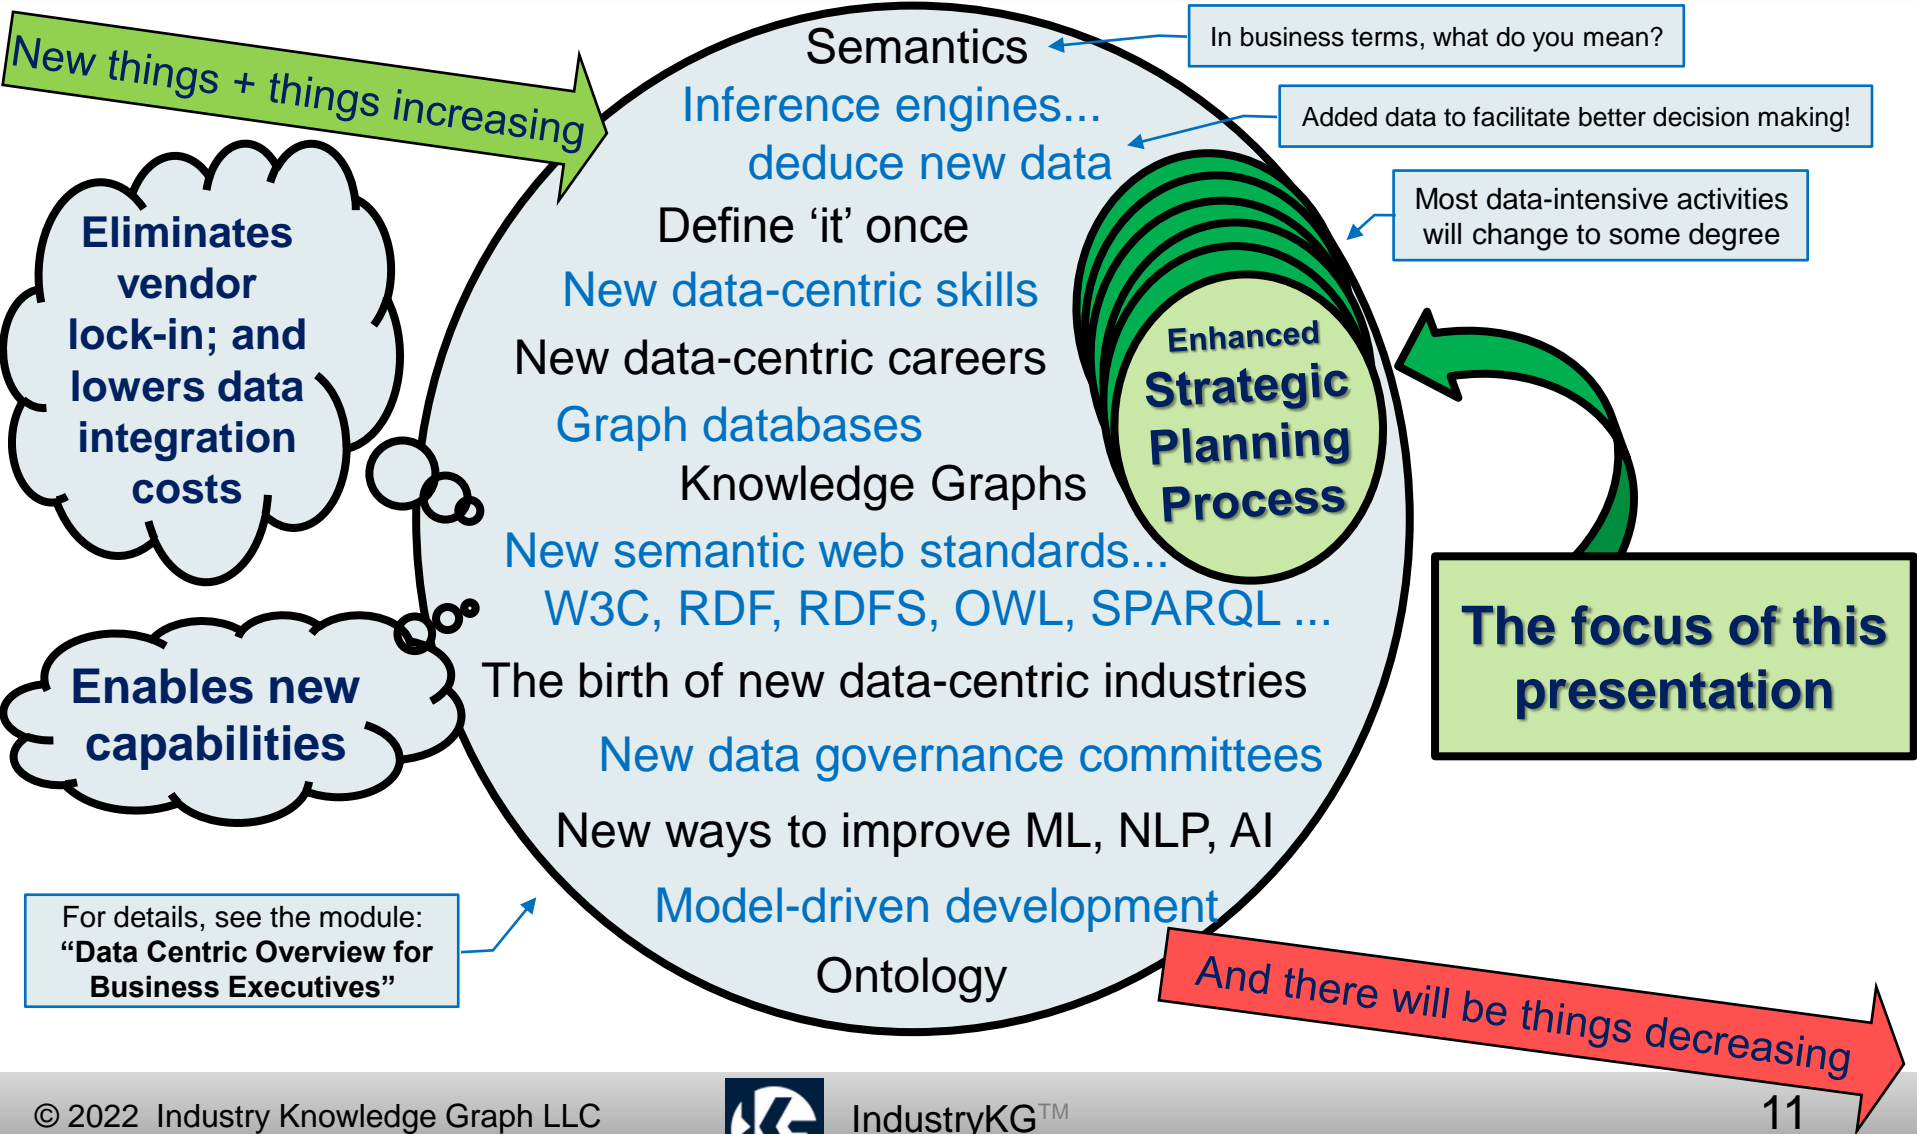 New things + things increasing
Semantics
In business terms, what do you mean?
Inference engines...
deduce new data
Added data to facilitate better decision making!
Most data-intensive activities
will change to some degree
Define ‘it’ once
New data-centric skills
New data-centric careers
Graph databases
Knowledge Graphs
New semantic web standards...
W3C, RDF, RDFS, OWL, SPARQL ...
The birth of new data-centric industries
New data governance committees
New ways to improve ML, NLP, AI
Model-driven development
Ontology
Eliminates
vendor
lock-in; and
lowers data
integration
costs
Enables new
capabilities
Enhanced
Strategic
Planning
Process
The focus of this
presentation
For details, see the module:
“Data Centric Overview for
Business Executives”
And there will be things decreasing
© 2022 Industry Knowledge Graph LLC
IndustryKG™
11